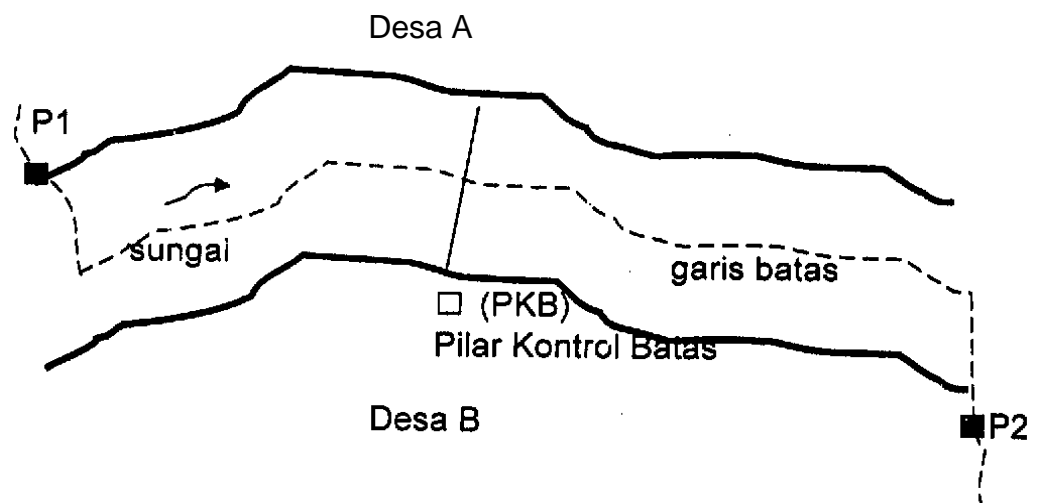 Desa A
P1
sungai
garis batas
(PKB)
Pilar Kontrol Batas
Desa B
P2